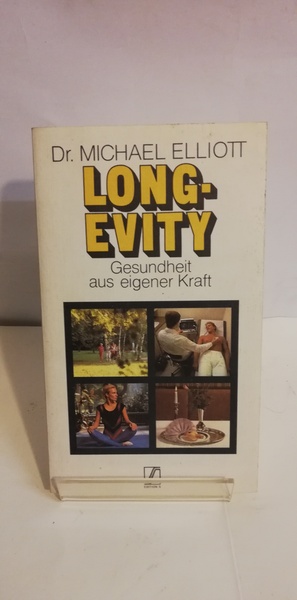 Dr. MICHAEL ELLIOTT
LONG-
EVITY
Gesundheit
aus eigener Kraft